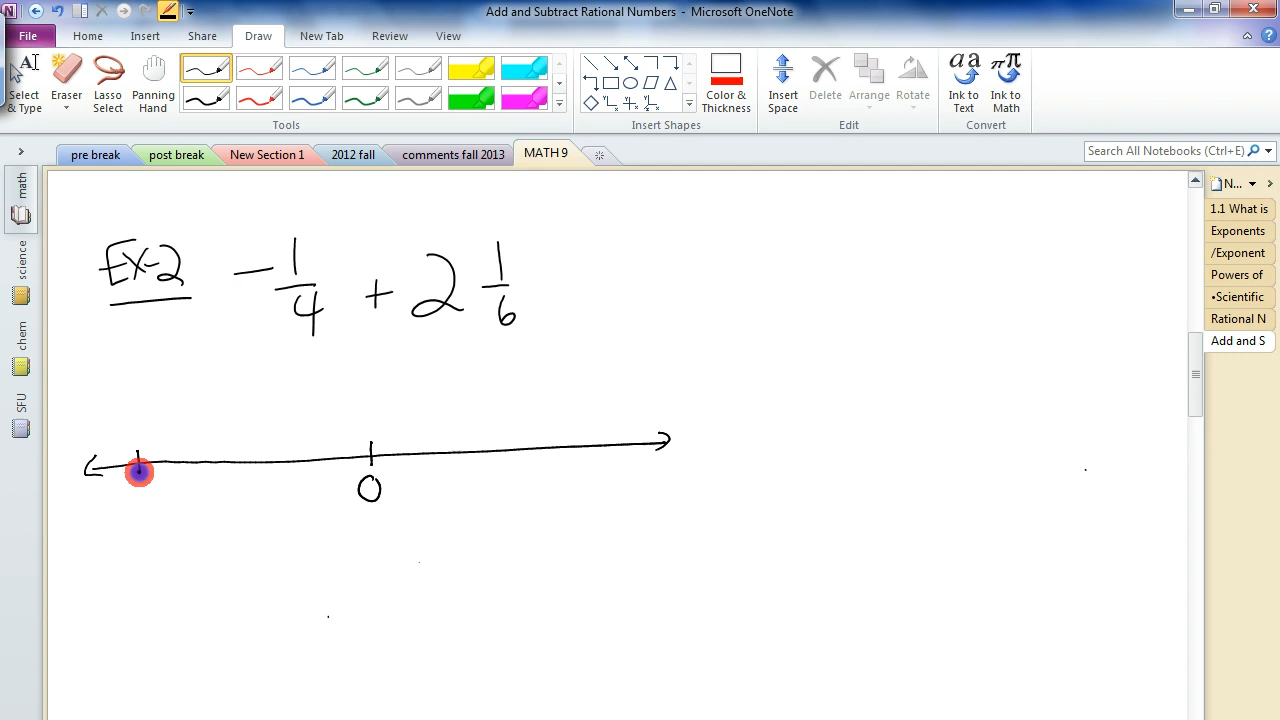 Add and Subtract Rational Numbers - Microsoft OneNote
File Home Insert Share Draw New Tab Review View
Select & Type
Eraser
Lasso Select
Panning Hand
Color & Thickness
Insert Space
Delete
Arrange
Rotate
Ink to Text
Ink to Math
Tools Insert Shapes Edit Convert
pre break post break New Section 1 2012 fall comments fall 2013 MATH 9
Search All Notebooks (Ctrl+E)
math
science
chem
SFU
N...
1.1 What is
Exponents
/Exponent
Powers of
•Scientific
Rational N
Add and S
EX-2 -1/4 + 2 1/6
0